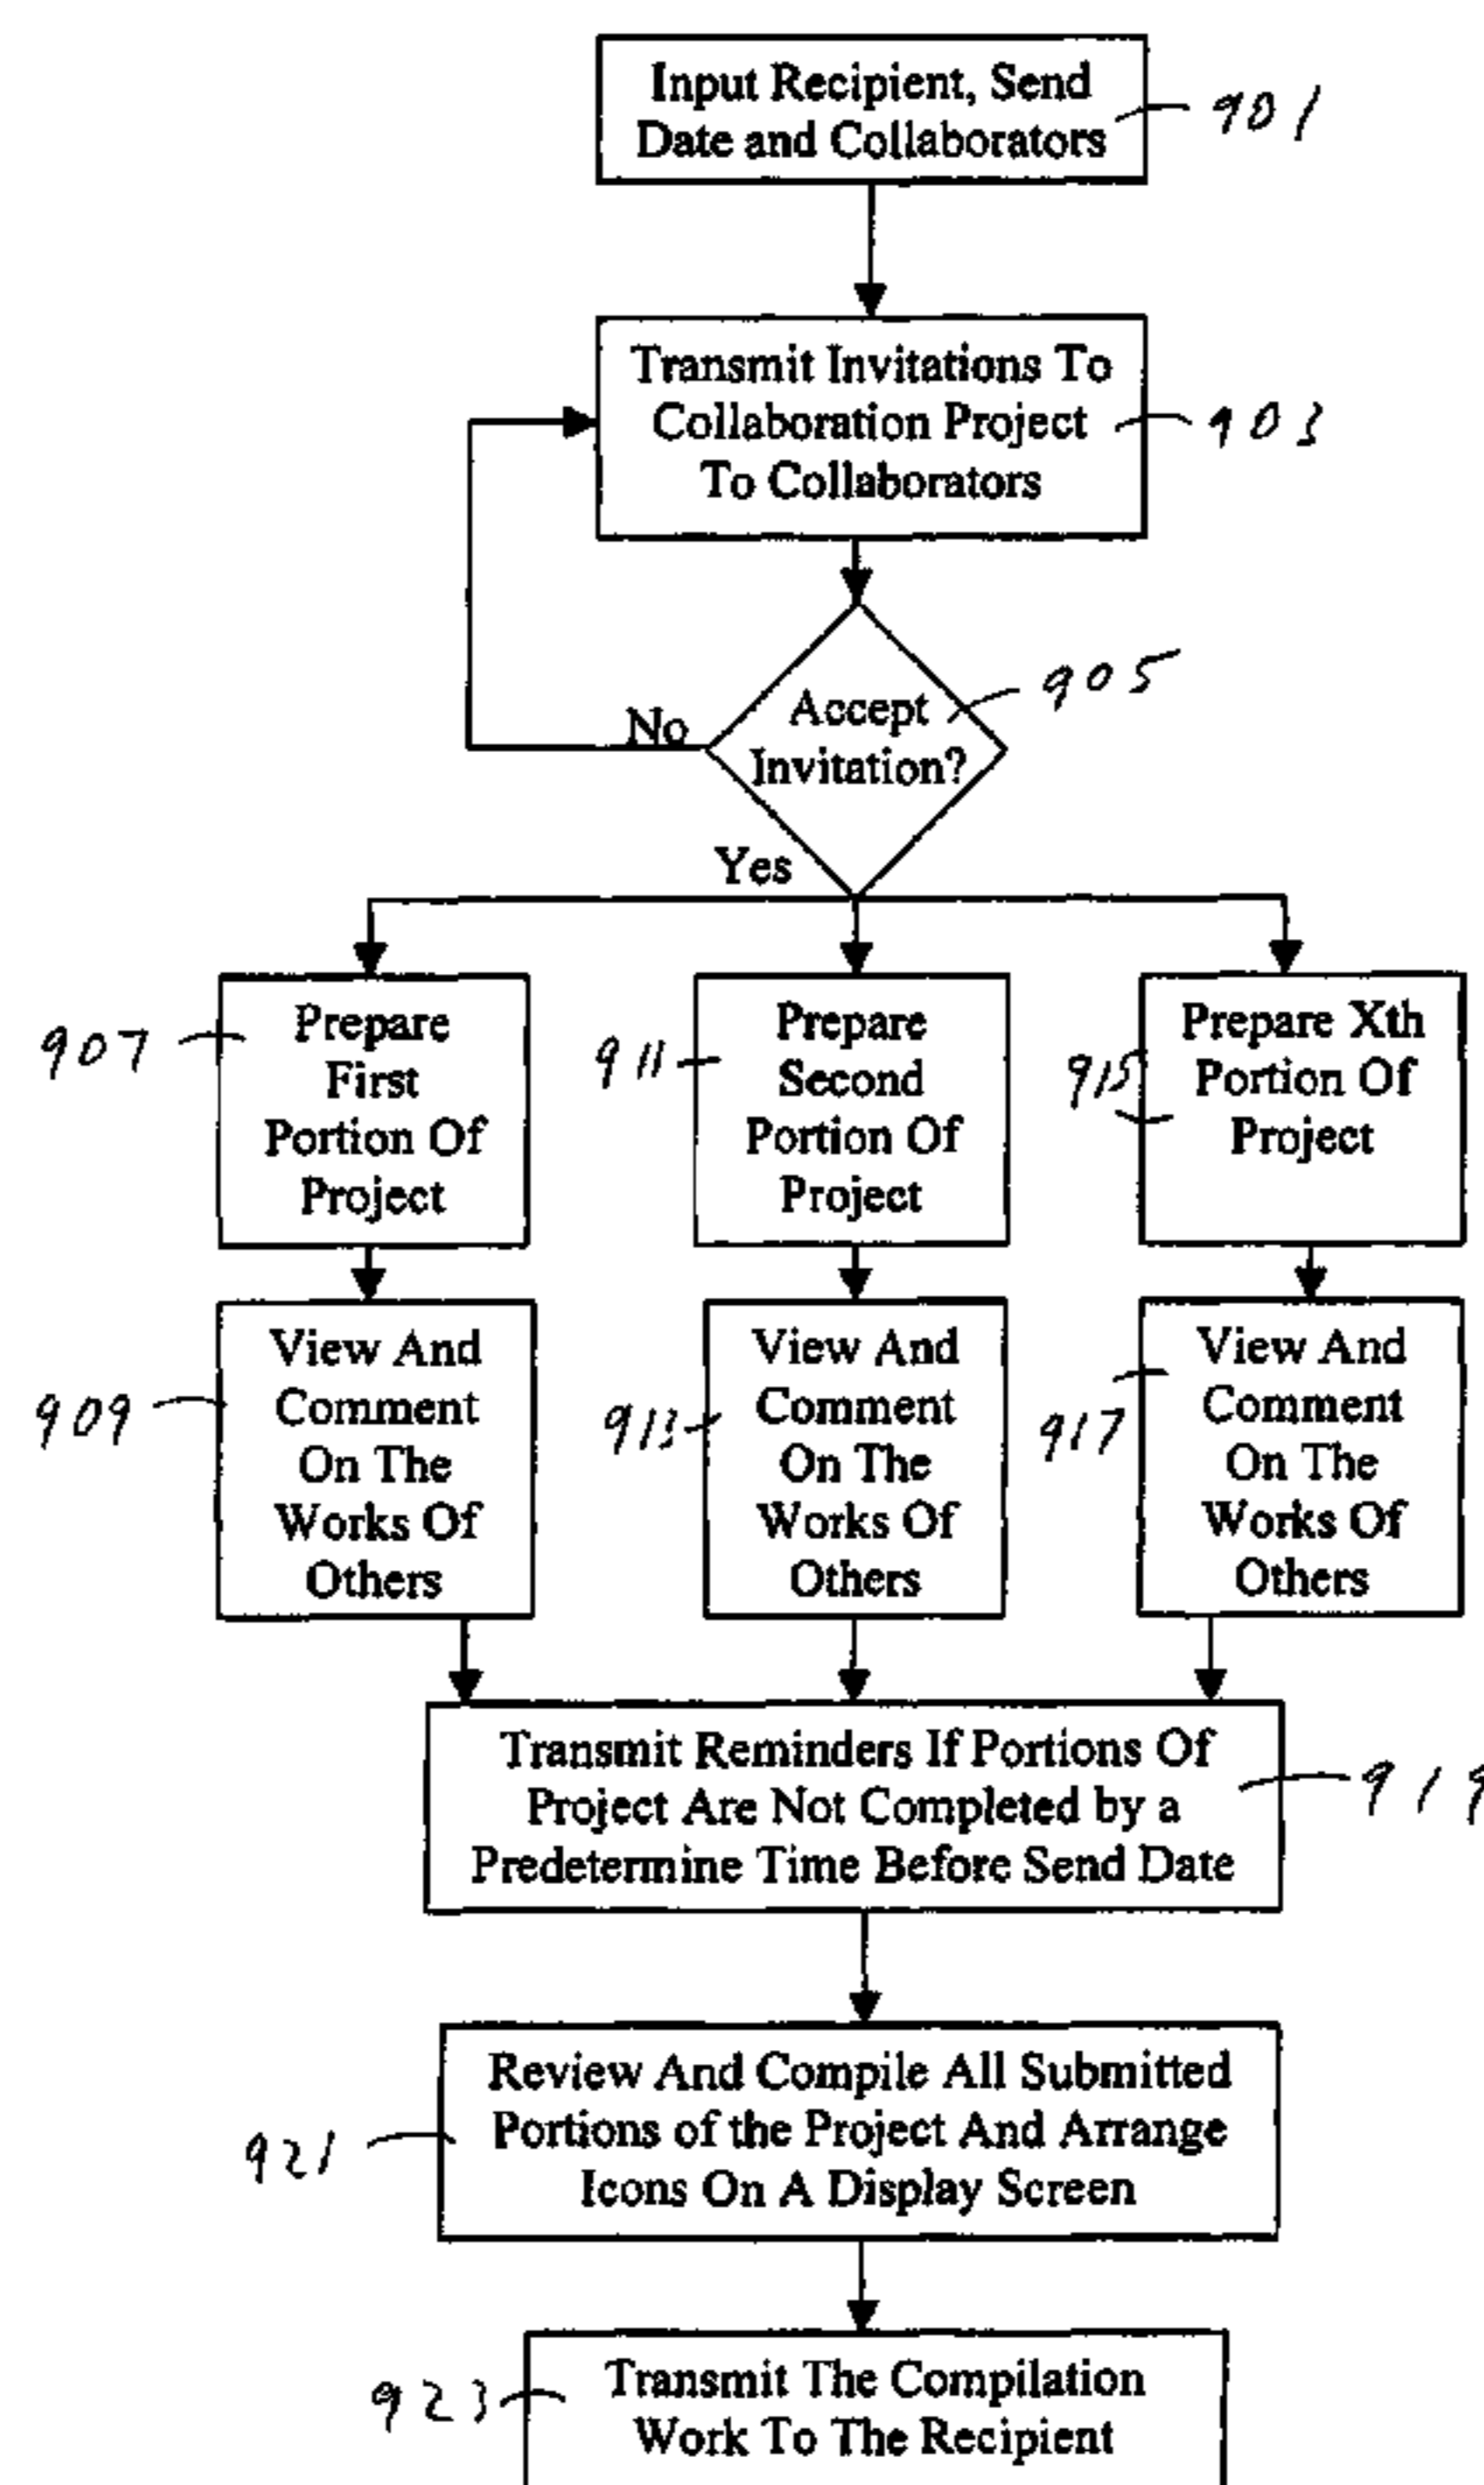 Input Recipient, Send
Date and Collaborators
901
Transmit Invitations To
Collaboration Project
To Collaborators
903
Accept
Invitation?
905
No
Yes
907
Prepare
First
Portion Of
Project
911
Prepare
Second
Portion Of
Project
915
Prepare Xth
Portion Of
Project
909
View And
Comment
On The
Works Of
Others
913
View And
Comment
On The
Works Of
Others
917
View And
Comment
On The
Works Of
Others
Transmit Reminders If Portions Of
Project Are Not Completed by a
Predetermine Time Before Send Date
919
921
Review And Compile All Submitted
Portions of the Project And Arrange
Icons On A Display Screen
923
Transmit The Compilation
Work To The Recipient